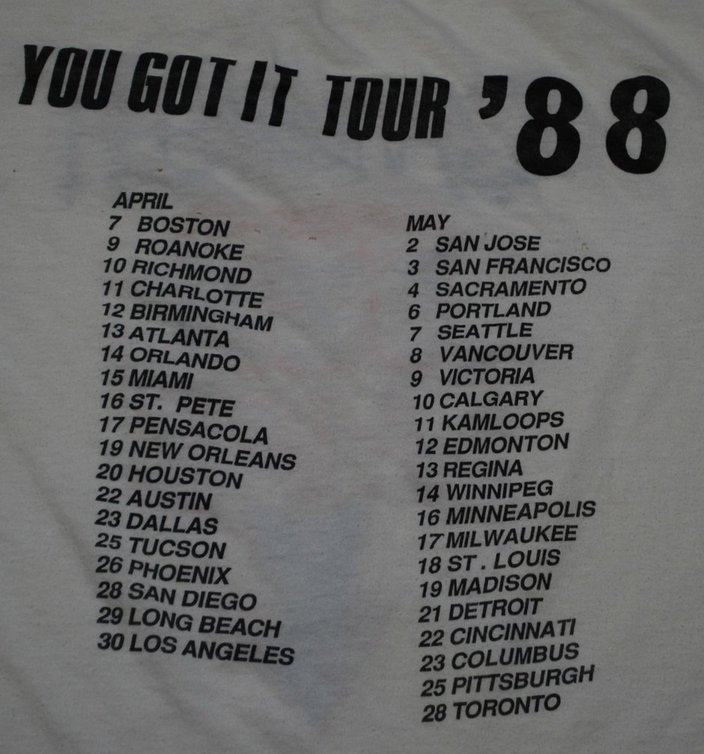 YOU GOT IT TOUR '88
APRIL
7 BOSTON
9 ROANOKE
10 RICHMOND
11 CHARLOTTE
12 BIRMINGHAM
13 ATLANTA
14 ORLANDO
15 MIAMI
16 ST. PETE
17 PENSACOLA
19 NEW ORLEANS
20 HOUSTON
22 AUSTIN
23 DALLAS
25 TUCSON
26 PHOENIX
28 SAN DIEGO
29 LONG BEACH
30 LOS ANGELES
MAY
2 SAN JOSE
3 SAN FRANCISCO
4 SACRAMENTO
6 PORTLAND
7 SEATTLE
8 VANCOUVER
9 VICTORIA
10 CALGARY
11 KAMLOOPS
12 EDMONTON
13 REGINA
14 WINNIPEG
16 MINNEAPOLIS
17 MILWAUKEE
18 ST. LOUIS
19 MADISON
21 DETROIT
22 CINCINNATI
23 COLUMBUS
25 PITTSBURGH
28 TORONTO